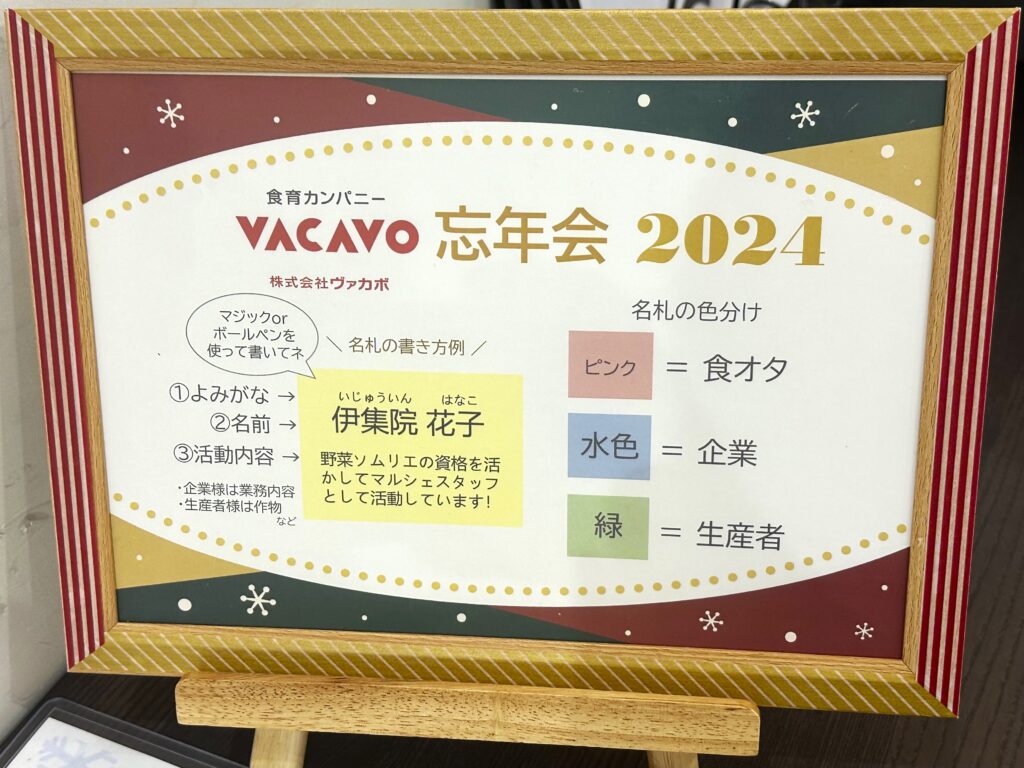 食育カンパニー
VACAVO 忘年会 2024
株式会社ヴァカボ
マジックor
ボールペンを
使って書いてネ
＼ 名札の書き方例 ／
①よみがな →
②名前 →
③活動内容 →
・企業様は業務内容
・生産者様は作物
など
いじゅういん はなこ
伊集院 花子
野菜ソムリエの資格を活
かしてマルシェスタッフ
として活動しています!
名札の色分け
ピンク ＝ 食オタ
水色 ＝ 企業
緑 ＝ 生産者